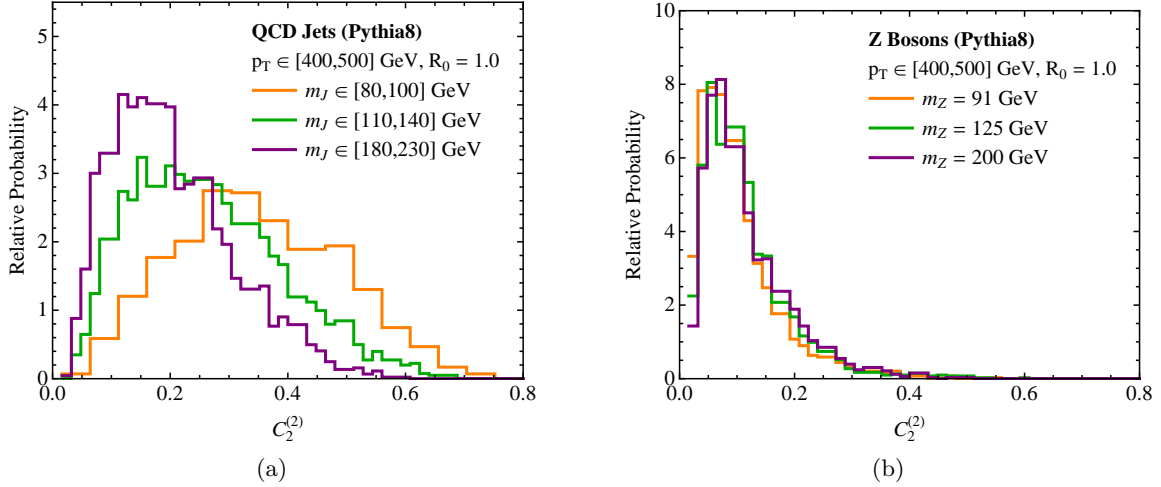 QCD Jets (Pythia8)
p_T ∈ [400,500] GeV, R_0 = 1.0
m_J ∈ [80,100] GeV
m_J ∈ [110,140] GeV
m_J ∈ [180,230] GeV
Relative Probability
5
4
3
2
1
0
0.0 0.2 0.4 0.6 0.8
C_2^(2)
(a)
Z Bosons (Pythia8)
p_T ∈ [400,500] GeV, R_0 = 1.0
m_Z = 91 GeV
m_Z = 125 GeV
m_Z = 200 GeV
Relative Probability
10
8
6
4
2
0
0.0 0.2 0.4 0.6 0.8
C_2^(2)
(b)